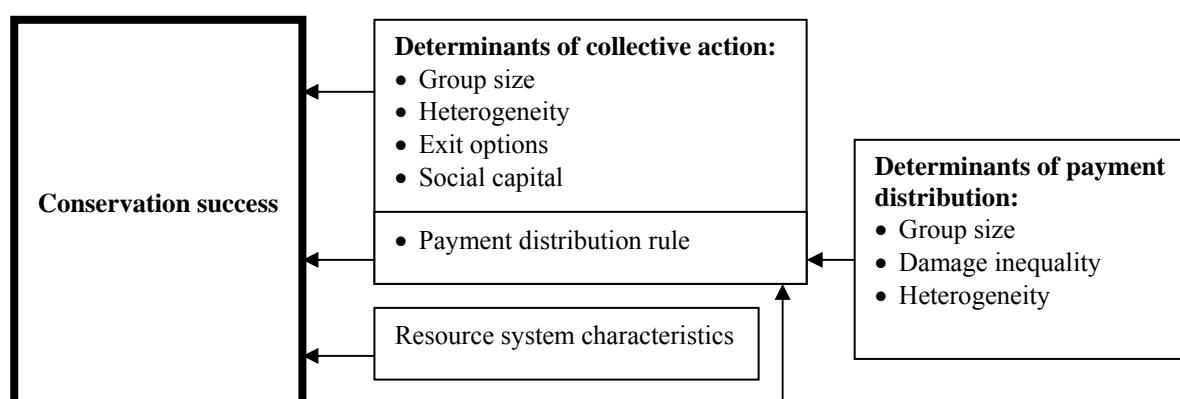 Determinants of collective action:
• Group size
• Heterogeneity
• Exit options
• Social capital
Conservation success
• Payment distribution rule
Resource system characteristics
Determinants of payment
distribution:
• Group size
• Damage inequality
• Heterogeneity